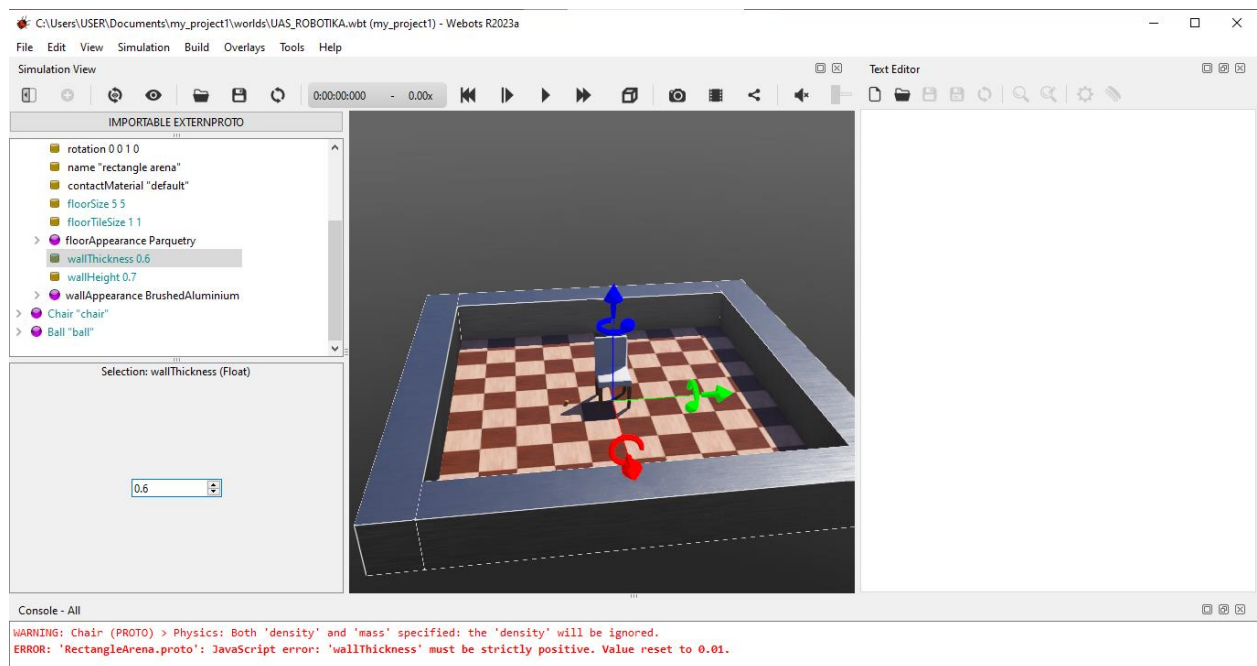 C:\Users\USER\Documents\my_project1\worlds\UAS_ROBOTIKA.wbt (my_project1) - Webots R2023a
File Edit View Simulation Build Overlays Tools Help
Simulation View
Text Editor
0:00:00:000 - 0.00x
IMPORTABLE EXTERNPROTO
rotation 0 0 1 0
name "rectangle arena"
contactMaterial "default"
floorSize 5 5
floorTileSize 1 1
floorAppearance Parquetry
wallThickness 0.6
wallHeight 0.7
wallAppearance BrushedAluminium
Chair "chair"
Ball "ball"
Selection: wallThickness (Float)
0.6
Console - All
WARNING: Chair (PROTO) > Physics: Both 'density' and 'mass' specified: the 'density' will be ignored.
ERROR: 'RectangleArena.proto': JavaScript error: 'wallThickness' must be strictly positive. Value reset to 0.01.